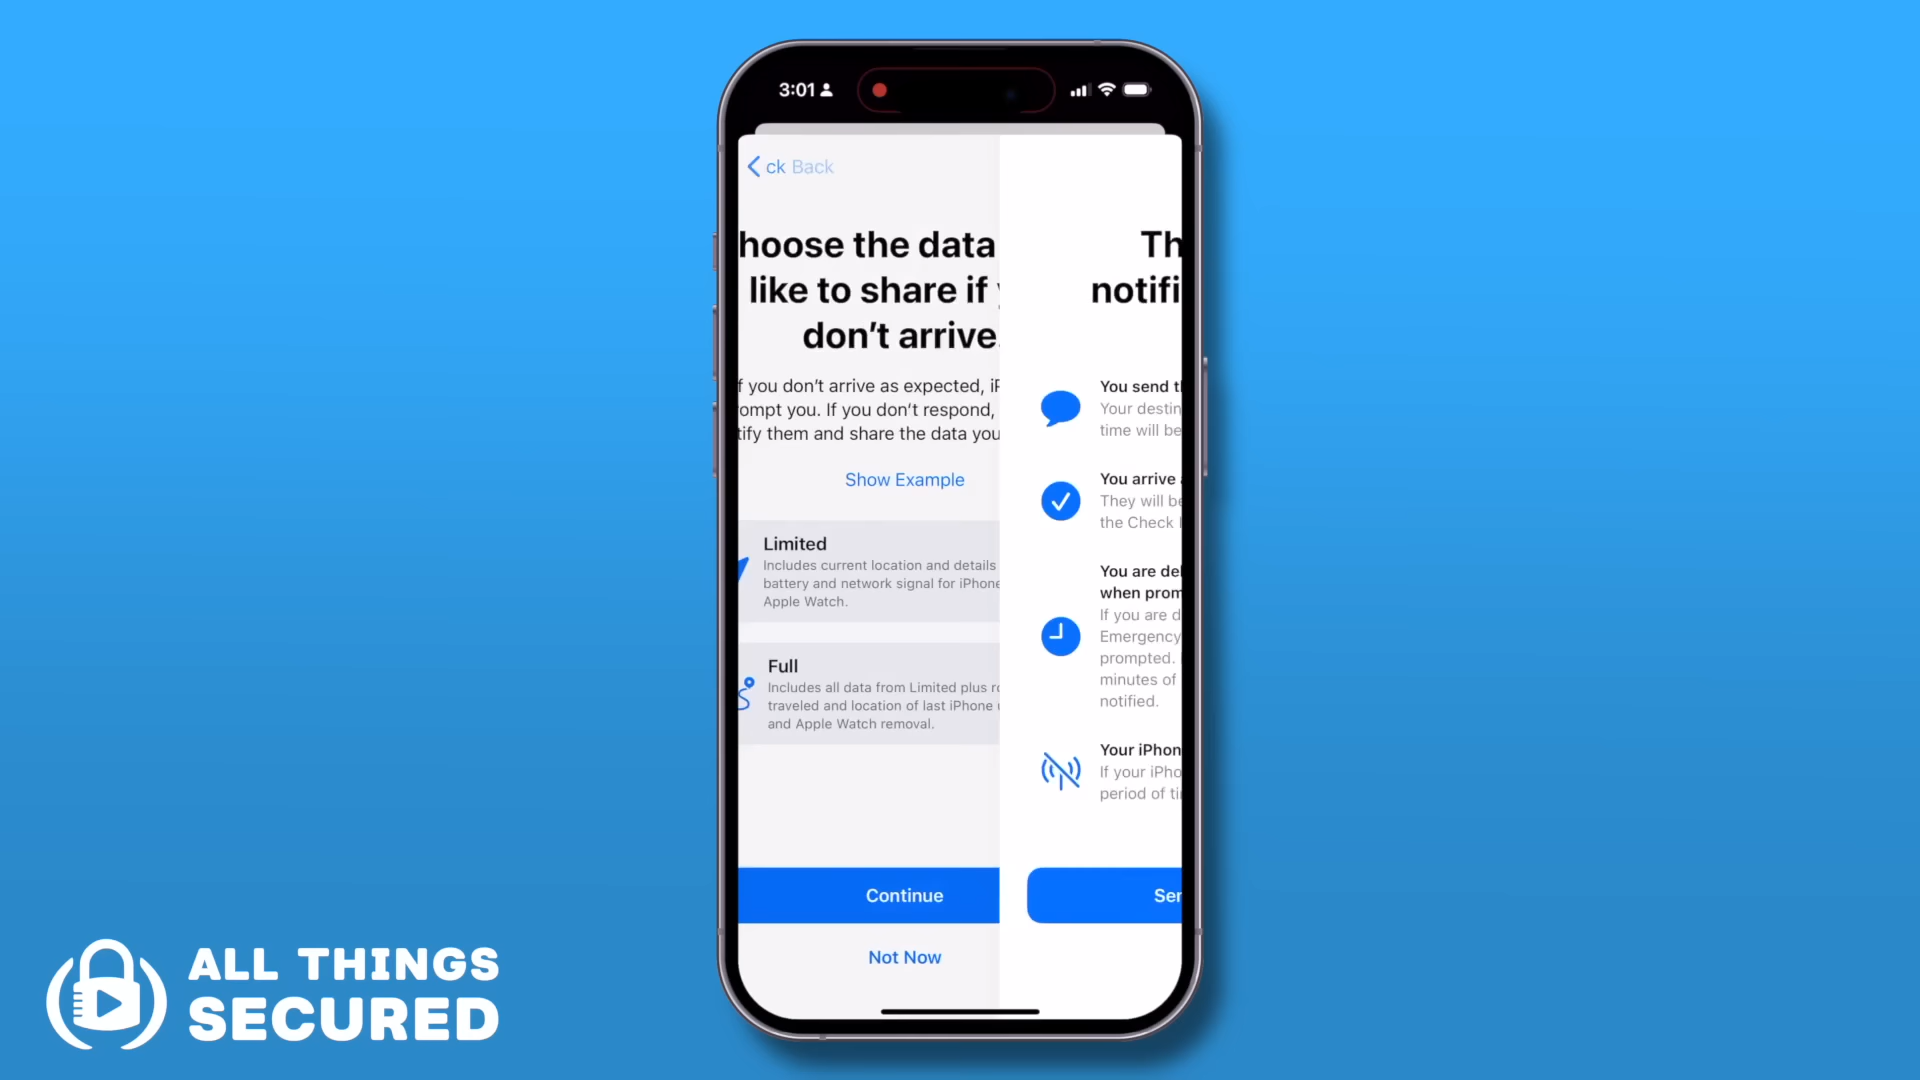 3:01
ck Back
hoose the data
like to share if
don't arrive.
f you don't arrive as expected, iP
ompt you. If you don't respond,
tify them and share the data you
Show Example
Limited
Includes current location and details
battery and network signal for iPhone
Apple Watch.
Full
Includes all data from Limited plus ro
traveled and location of last iPhone
and Apple Watch removal.
Continue
Not Now
Th
notifi
You send th
Your destin
time will be
You arrive
They will be
the Check I
You are del
when prom
If you are d
Emergency
prompted.
minutes of
notified.
Your iPhon
If your iPho
period of ti
Sen
ALL THINGS
SECURED